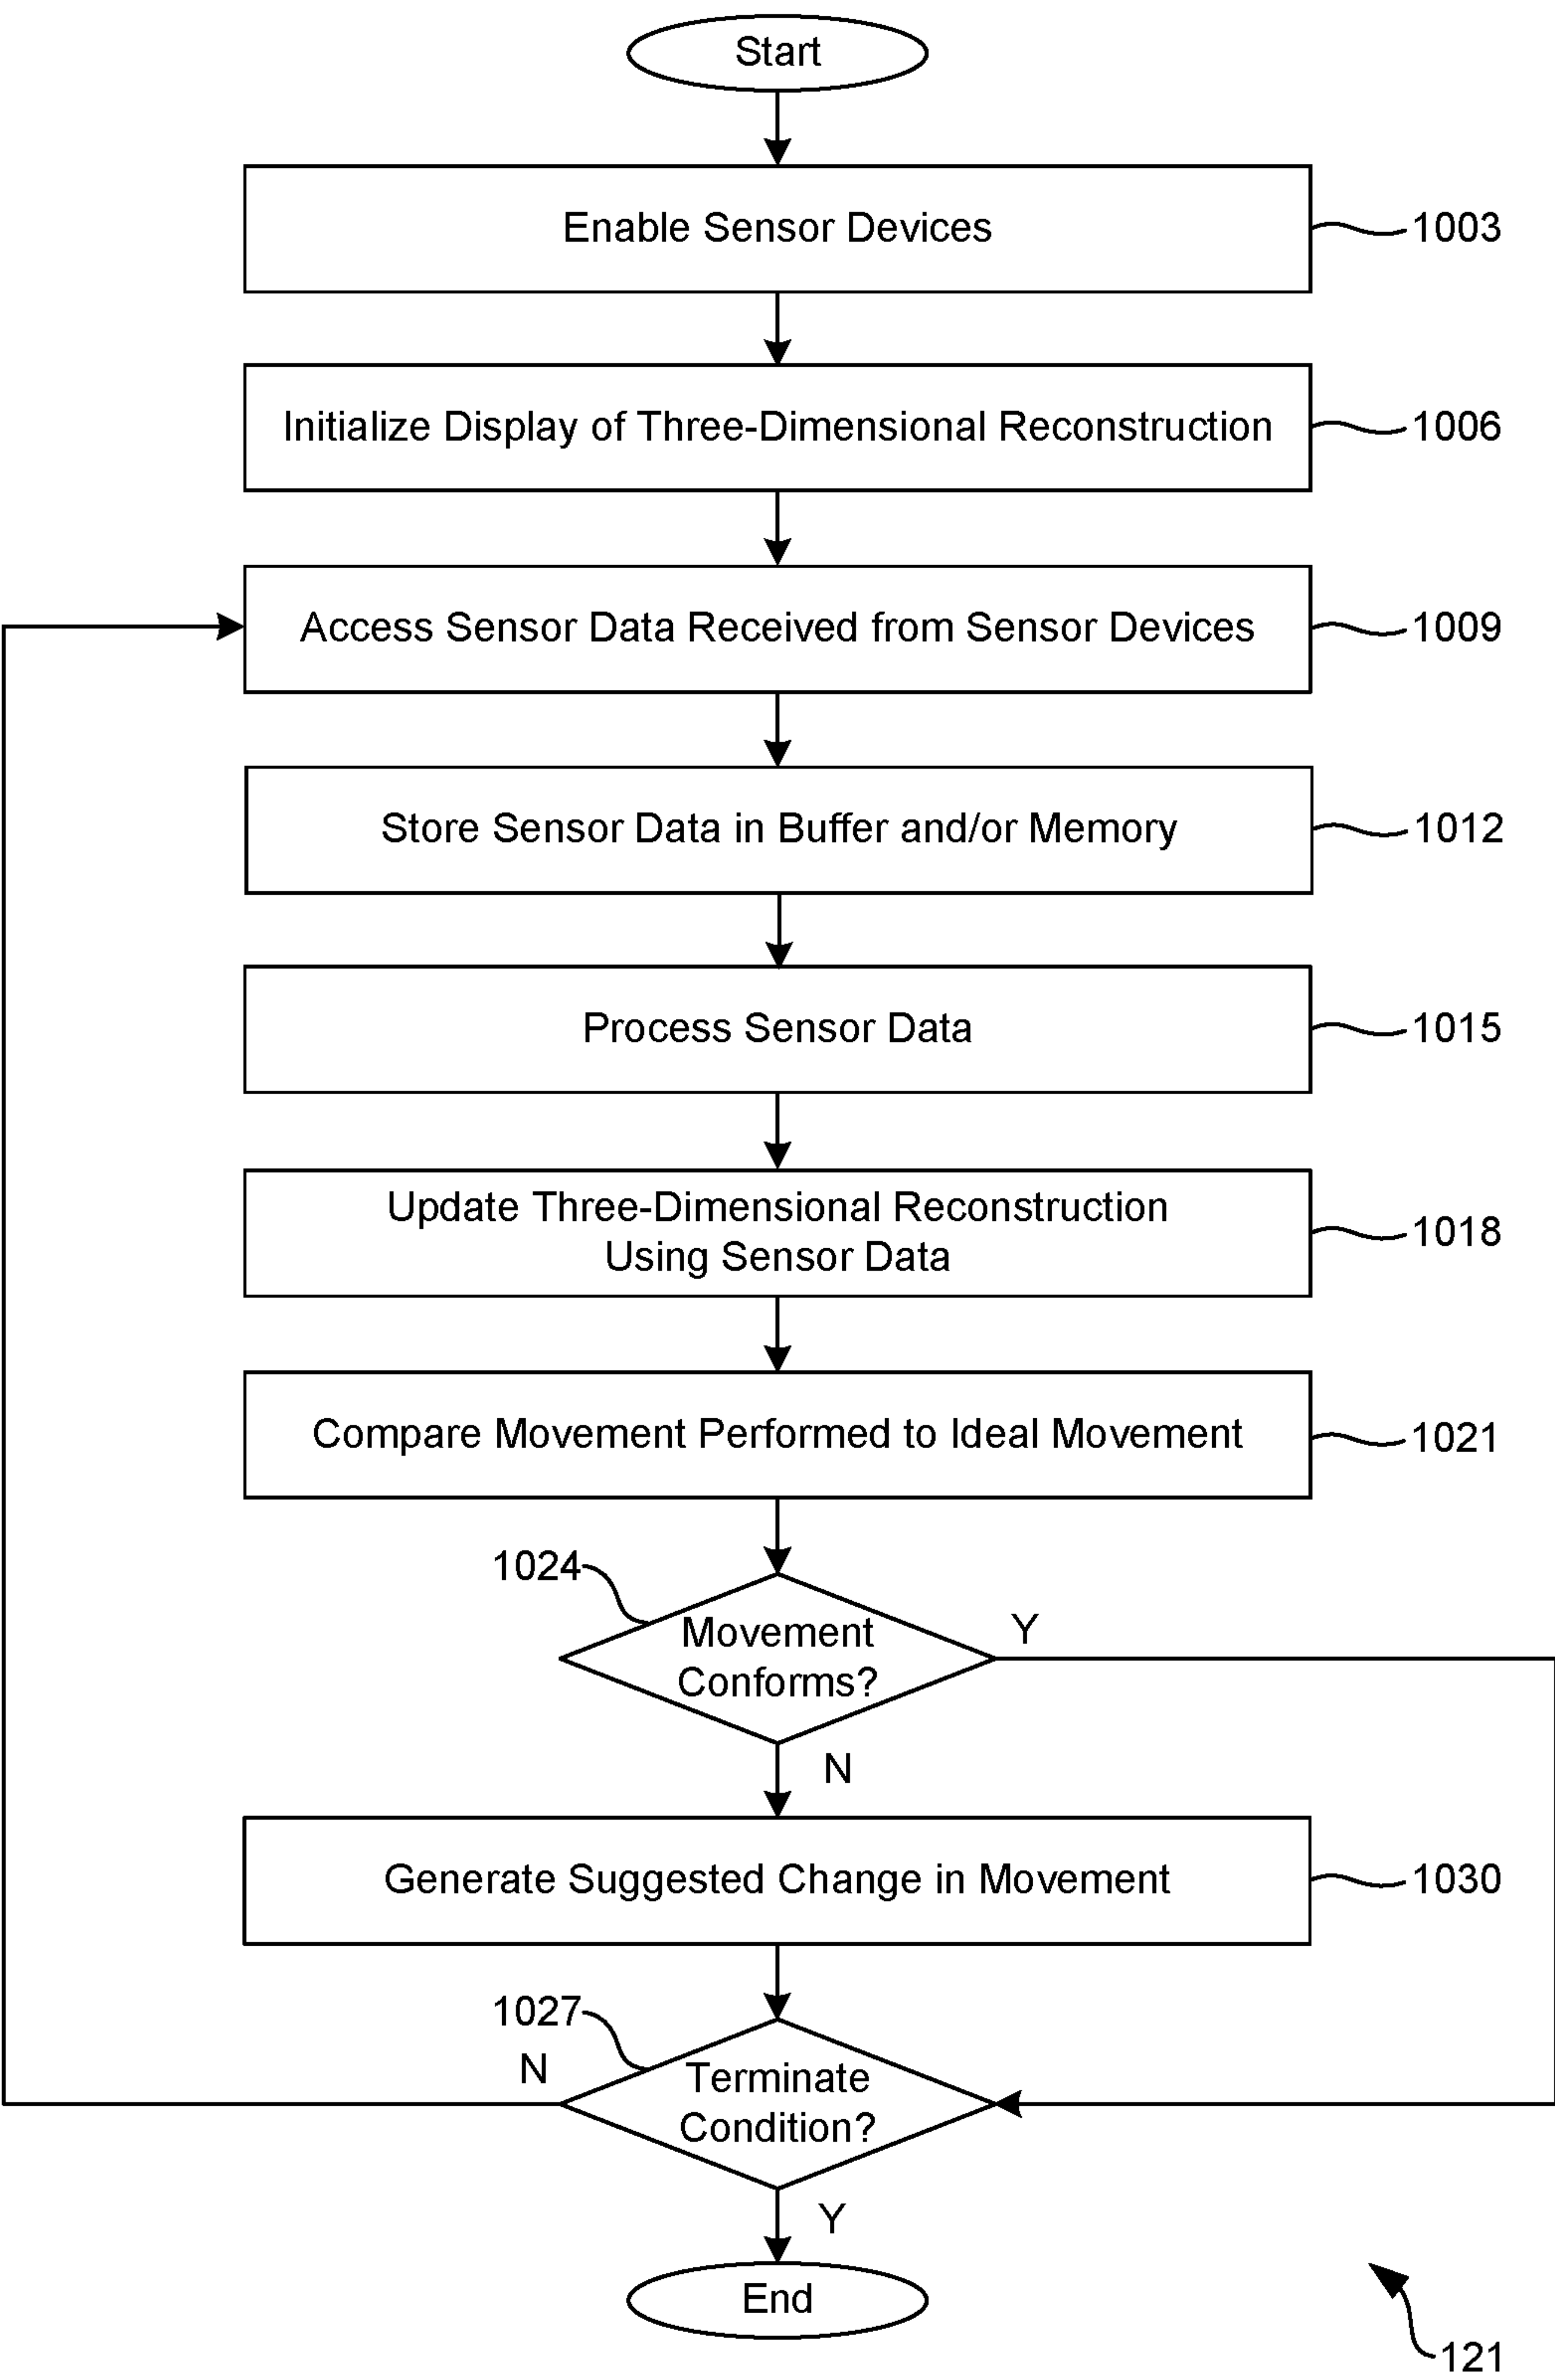 Start
Enable Sensor Devices
1003
Initialize Display of Three-Dimensional Reconstruction
1006
Access Sensor Data Received from Sensor Devices
1009
Store Sensor Data in Buffer and/or Memory
1012
Process Sensor Data
1015
Update Three-Dimensional Reconstruction
Using Sensor Data
1018
Compare Movement Performed to Ideal Movement
1021
1024
Movement
Conforms?
Y
N
Generate Suggested Change in Movement
1030
1027
N
Terminate
Condition?
Y
End
121